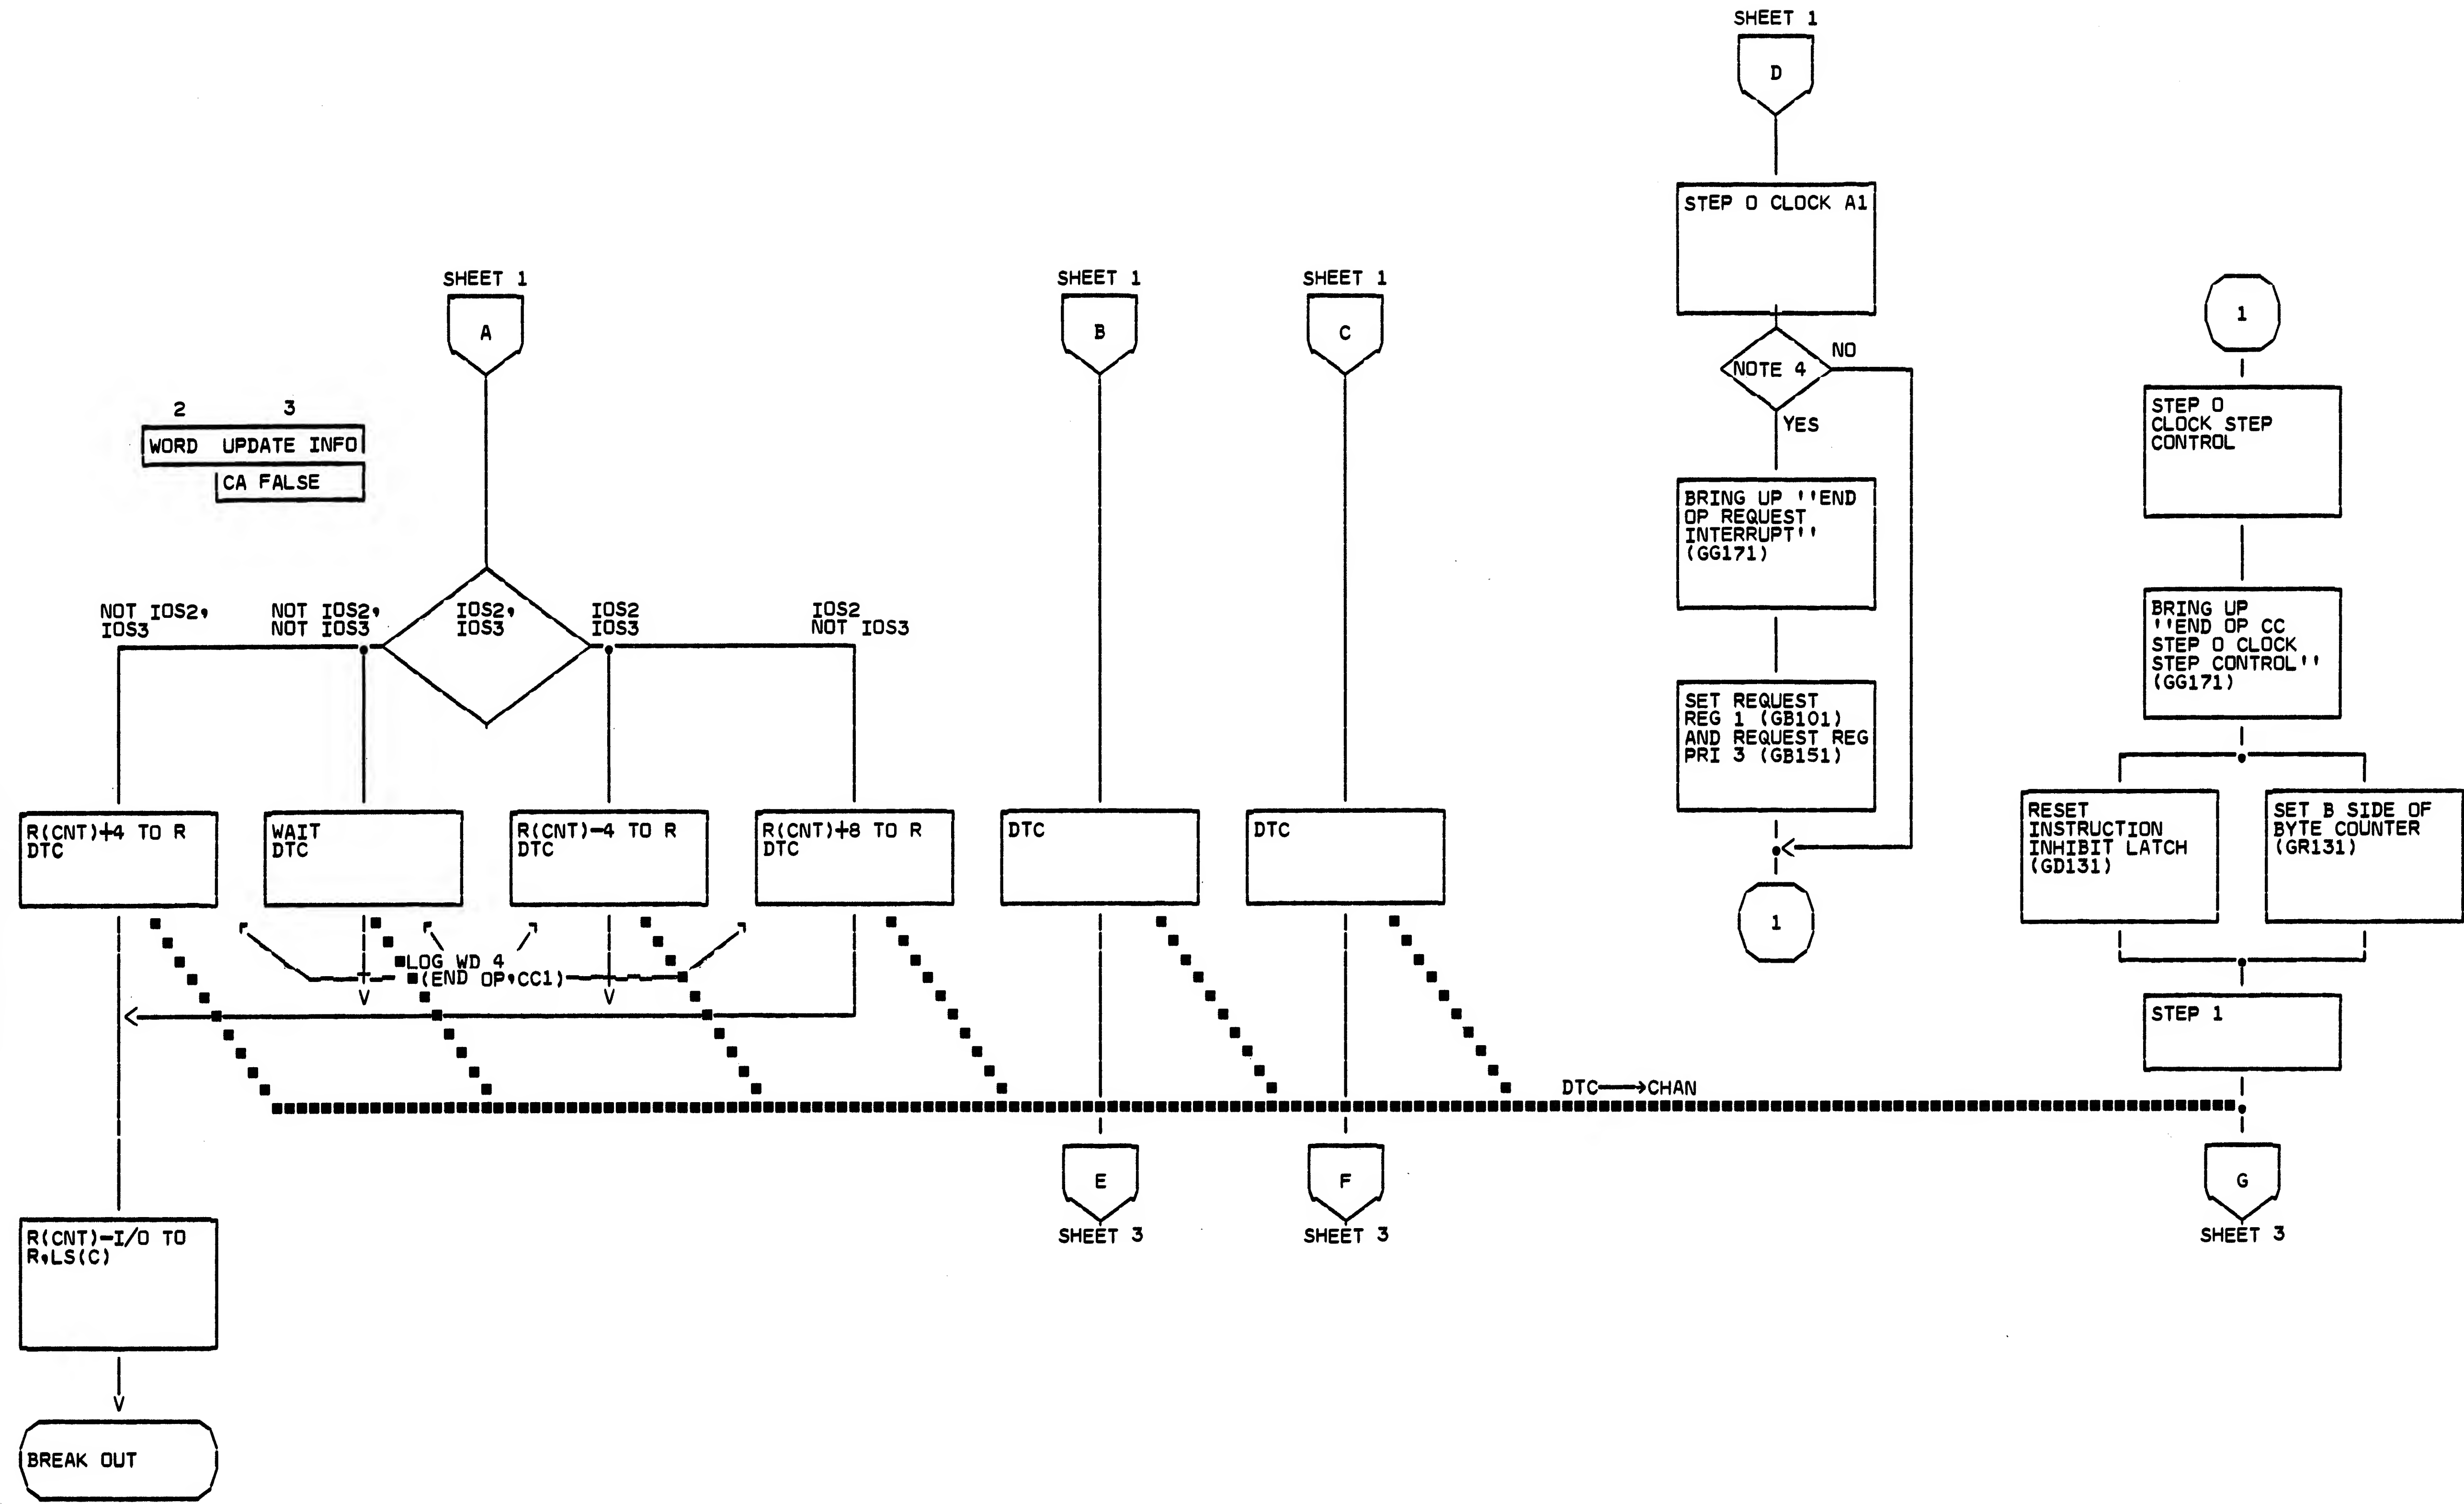 SHEET 1
D
STEP 0 CLOCK A1
NOTE 4
NO
YES
BRING UP ''END
OP REQUEST
INTERRUPT''
(GG171)
SET REQUEST
REG 1 (GB101)
AND REQUEST REG
PRI 3 (GB151)
1
SHEET 1
A
SHEET 1
B
SHEET 1
C
1
STEP 0
CLOCK STEP
CONTROL
BRING UP
''END OP CC
STEP 0 CLOCK
STEP CONTROL''
(GG171)
RESET
INSTRUCTION
INHIBIT LATCH
(GD131)
SET B SIDE OF
BYTE COUNTER
(GR131)
STEP 1
2 3
WORD UPDATE INFO
CA FALSE
NOT IOS2,
IOS3
NOT IOS2,
NOT IOS3
IOS2,
IOS3
IOS2
IOS3
IOS2
NOT IOS3
R(CNT)+4 TO R
DTC
WAIT
DTC
R(CNT)-4 TO R
DTC
R(CNT)+8 TO R
DTC
DTC
DTC
LOG WD 4
(END OP,CC1)
DTC→CHAN
E
SHEET 3
F
SHEET 3
G
SHEET 3
R(CNT)-I/O TO
R,LS(C)
BREAK OUT